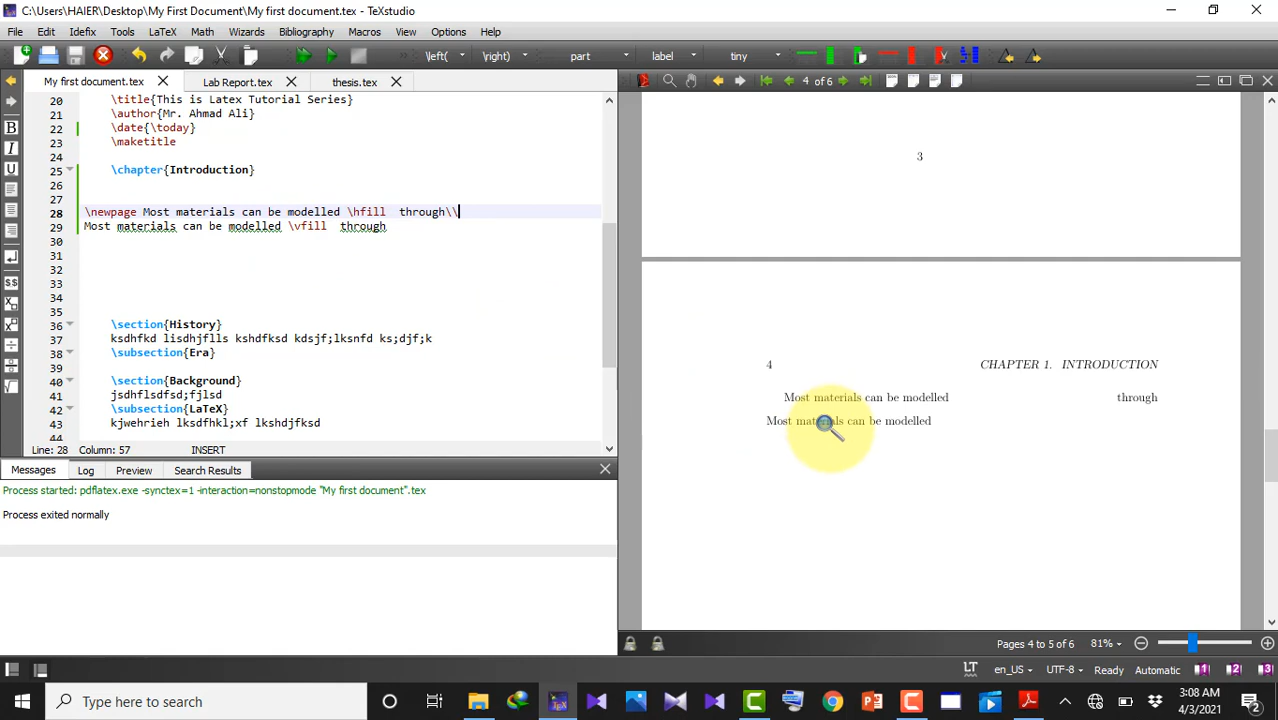 C:\Users\HAIER\Desktop\My First Document\My first document.tex - TeXstudio
File Edit Idefix Tools LaTeX Math Wizards Bibliography Macros View Options Help
\left( \right) part label tiny
My first document.tex Lab Report.tex thesis.tex
4 of 6
20 \title{This is Latex Tutorial Series}
21 \author{Mr. Ahmad Ali}
22 \date{\today}
23 \maketitle
24
25 \chapter{Introduction}
26
27
28 \newpage Most materials can be modelled \hfill through\\
29 Most materials can be modelled \vfill through
30
31
32
33
34
35
36 \section{History}
37 ksdhfkd lisdhjflls kshdfksd kdsjf;lksnfd ks;djf;k
38 \subsection{Era}
39
40 \section{Background}
41 jsdhflsdfsd;fjlsd
42 \subsection{LaTeX}
43 kjwehrieh lksdfhkl;xf lkshdjfksd
44
B
I
U
$$
Line: 28 Column: 57 INSERT
Messages Log Preview Search Results
Process started: pdflatex.exe -synctex=1 -interaction=nonstopmode "My first document".tex
Process exited normally
3
4 CHAPTER 1. INTRODUCTION
Most materials can be modelled through
Most materials can be modelled
Pages 4 to 5 of 6 81%
LT en_US UTF-8 Ready Automatic 1 2 3
Type here to search
3:08 AM
4/3/2021
2